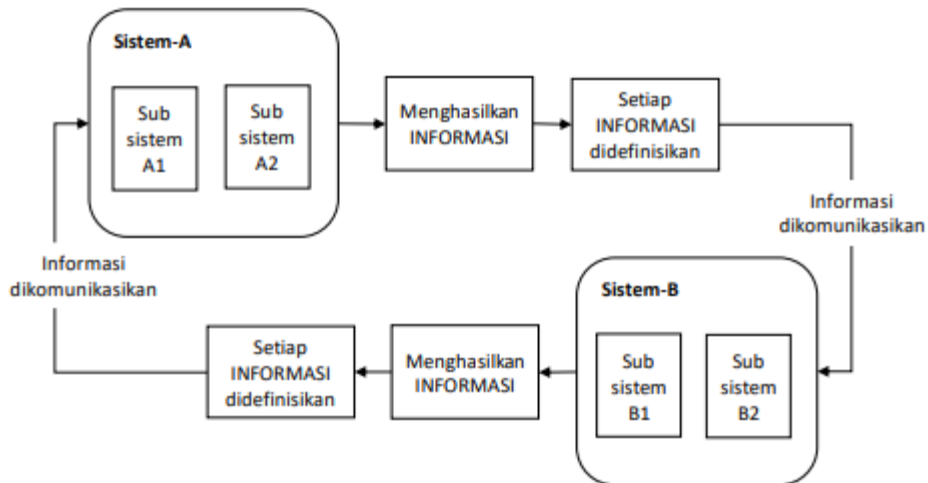 Sistem-A
Sub
sistem
A1
Sub
sistem
A2
Menghasilkan
INFORMASI
Setiap
INFORMASI
didefinisikan
Informasi
dikomunikasikan
Sistem-B
Sub
sistem
B1
Sub
sistem
B2
Menghasilkan
INFORMASI
Setiap
INFORMASI
didefinisikan
Informasi
dikomunikasikan